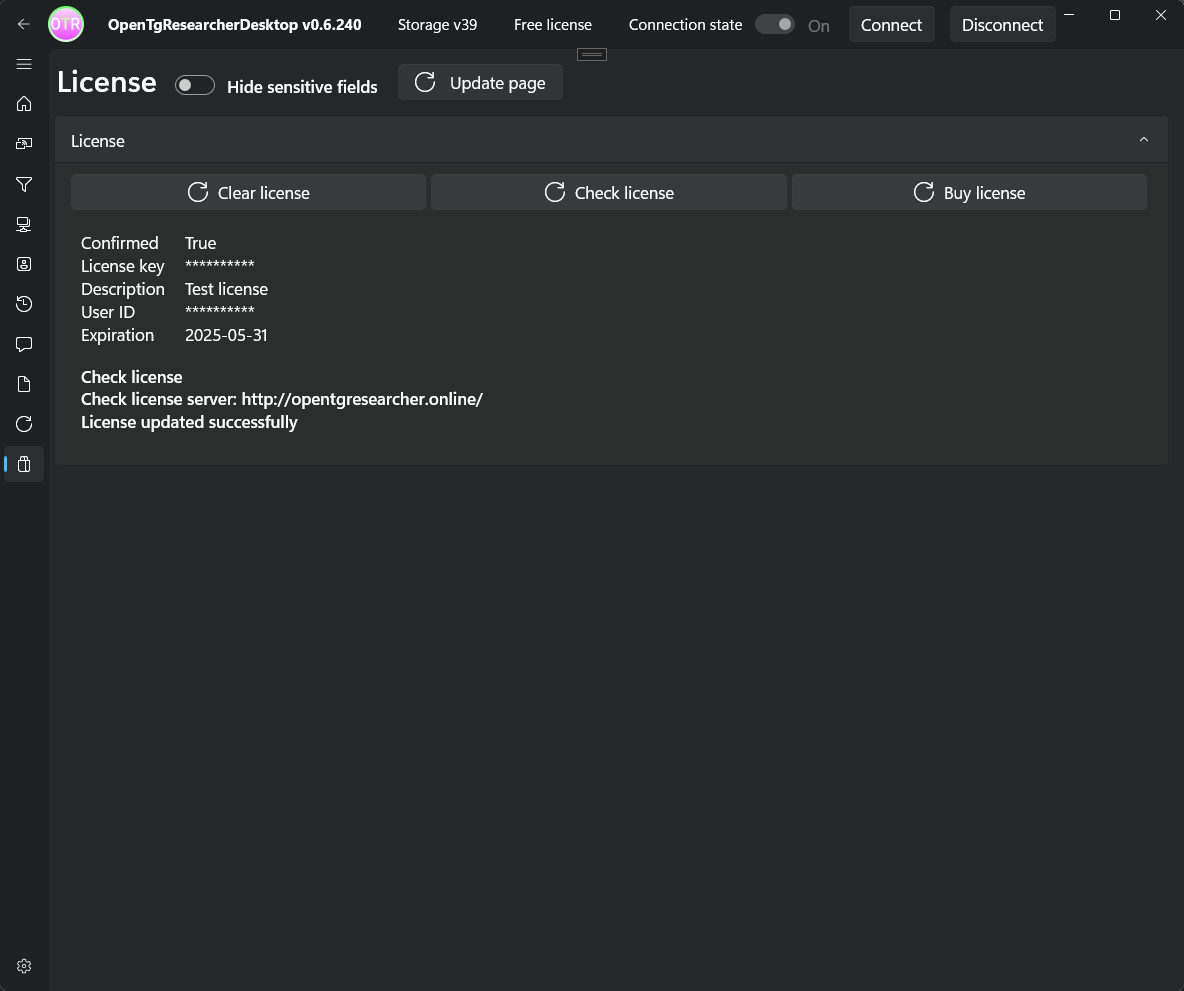 OTR OpenTgResearcherDesktop v0.6.240 Storage v39 Free license Connection state On Connect Disconnect
License Hide sensitive fields Update page
License
Clear license Check license Buy license
Confirmed True
License key **********
Description Test license
User ID **********
Expiration 2025-05-31
Check license
Check license server: http://opentgresearcher.online/
License updated successfully